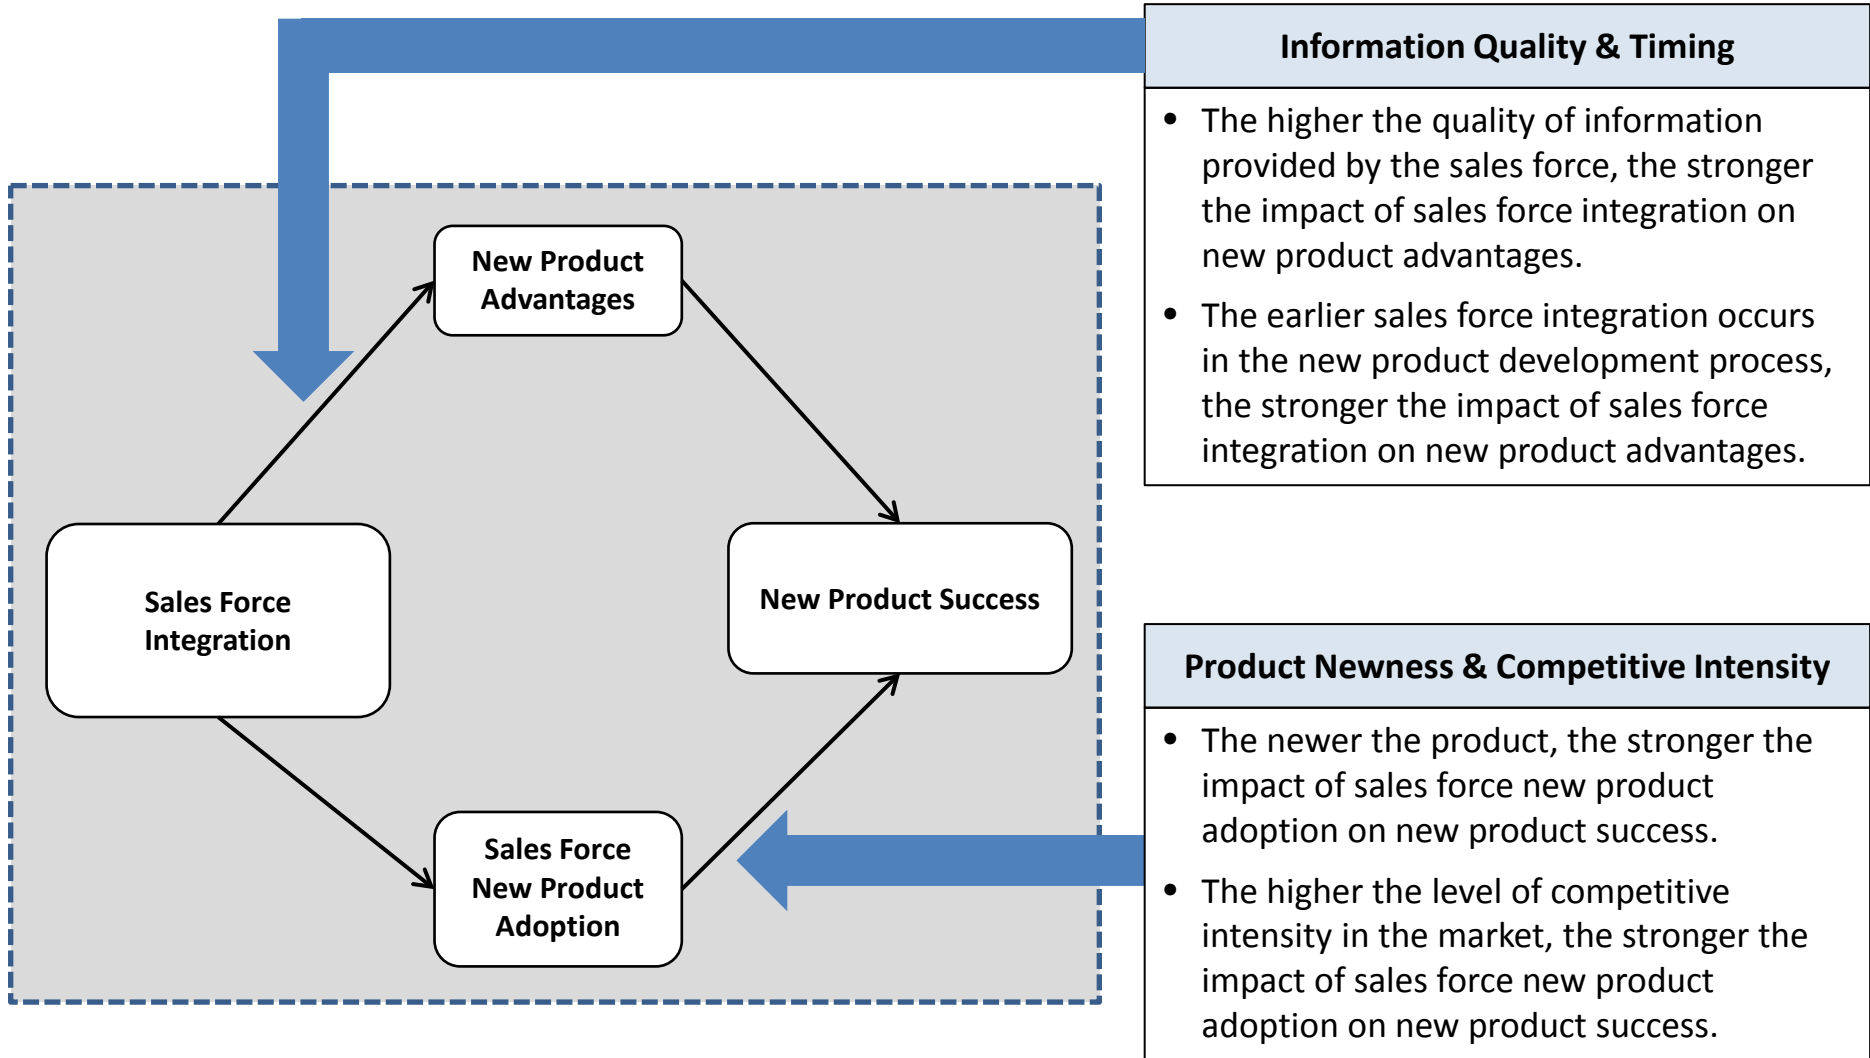 Information Quality & Timing
• The higher the quality of information
provided by the sales force, the stronger
the impact of sales force integration on
new product advantages.
• The earlier sales force integration occurs
in the new product development process,
the stronger the impact of sales force
integration on new product advantages.
New Product
Advantages
Sales Force
Integration
New Product Success
Sales Force
New Product
Adoption
Product Newness & Competitive Intensity
• The newer the product, the stronger the
impact of sales force new product
adoption on new product success.
• The higher the level of competitive
intensity in the market, the stronger the
impact of sales force new product
adoption on new product success.